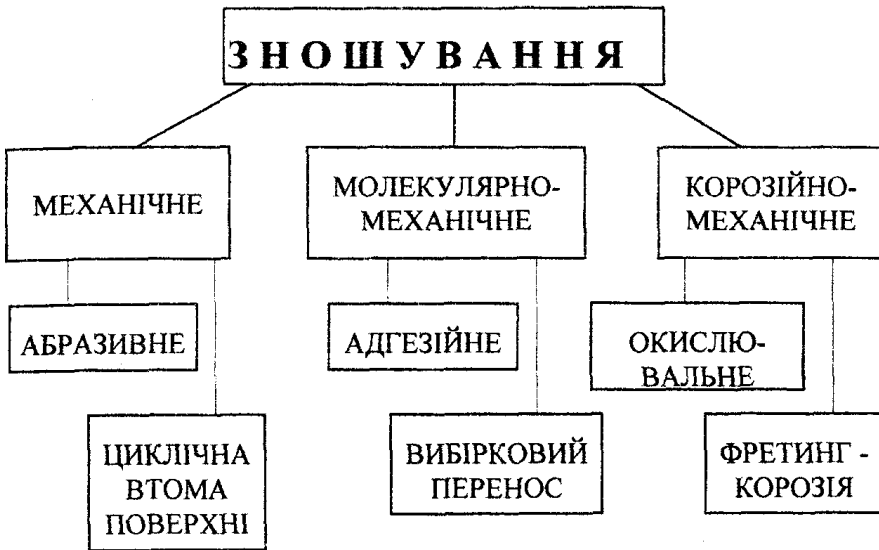 ЗНОШУВАННЯ
МЕХАНІЧНЕ
МОЛЕКУЛЯРНО-
МЕХАНІЧНЕ
КОРОЗІЙНО-
МЕХАНІЧНЕ
АБРАЗИВНЕ
АДГЕЗІЙНЕ
ОКИСЛЮ-
ВАЛЬНЕ
ЦИКЛІЧНА
ВТОМА
ПОВЕРХНІ
ВИБІРКОВИЙ
ПЕРЕНОС
ФРЕТИНГ -
КОРОЗІЯ